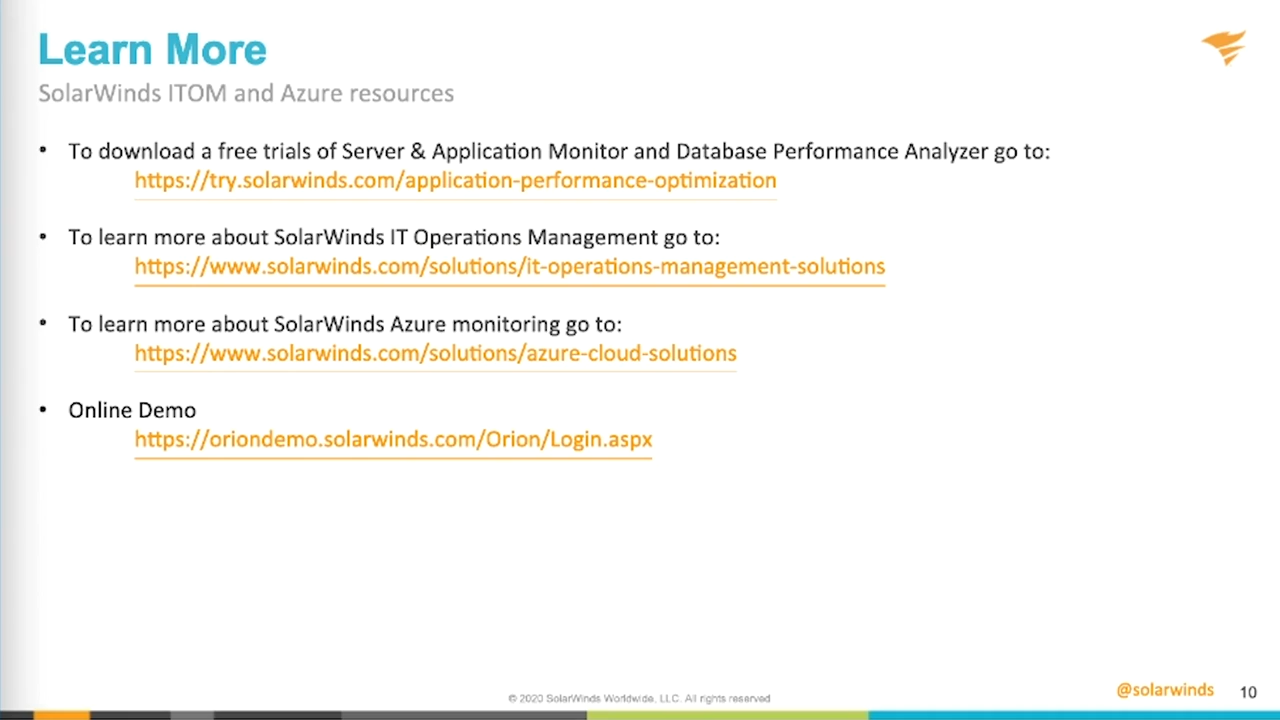 Learn More
SolarWinds ITOM and Azure resources
• To download a free trials of Server & Application Monitor and Database Performance Analyzer go to:
https://try.solarwinds.com/application-performance-optimization
• To learn more about SolarWinds IT Operations Management go to:
https://www.solarwinds.com/solutions/it-operations-management-solutions
• To learn more about SolarWinds Azure monitoring go to:
https://www.solarwinds.com/solutions/azure-cloud-solutions
• Online Demo
https://oriondemo.solarwinds.com/Orion/Login.aspx
© 2020 SolarWinds Worldwide, LLC. All rights reserved
@solarwinds 10